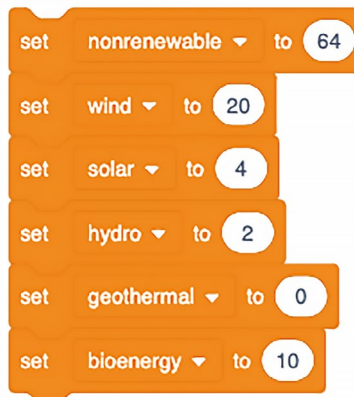 set nonrenewable to 64
set wind to 20
set solar to 4
set hydro to 2
set geothermal to 0
set bioenergy to 10